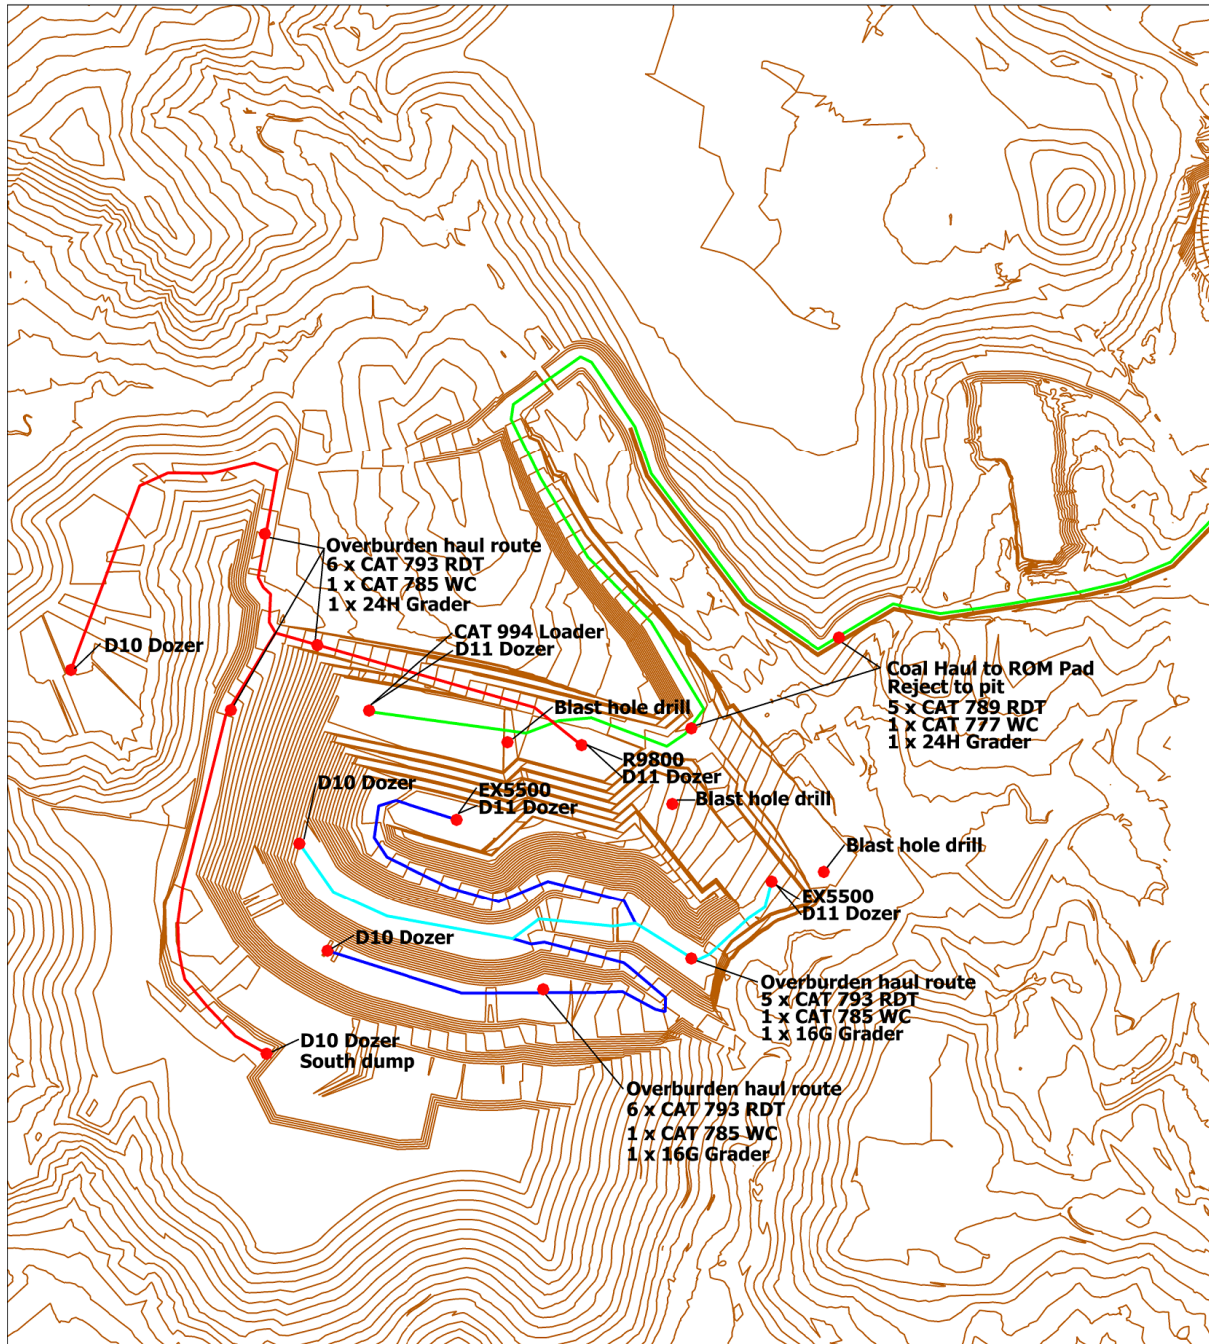 Overburden haul route
6 x CAT 793 RDT
1 x CAT 785 WC
1 x 24H Grader
CAT 994 Loader
D11 Dozer
D10 Dozer
Coal Haul to ROM Pad
Reject to pit
5 x CAT 789 RDT
1 x CAT 777 WC
1 x 24H Grader
Blast hole drill
R9800
D11 Dozer
D10 Dozer
EX5500
D11 Dozer
Blast hole drill
Blast hole drill
EX5500
D11 Dozer
D10 Dozer
Overburden haul route
5 x CAT 793 RDT
1 x CAT 785 WC
1 x 16G Grader
D10 Dozer
South dump
Overburden haul route
6 x CAT 793 RDT
1 x CAT 785 WC
1 x 16G Grader